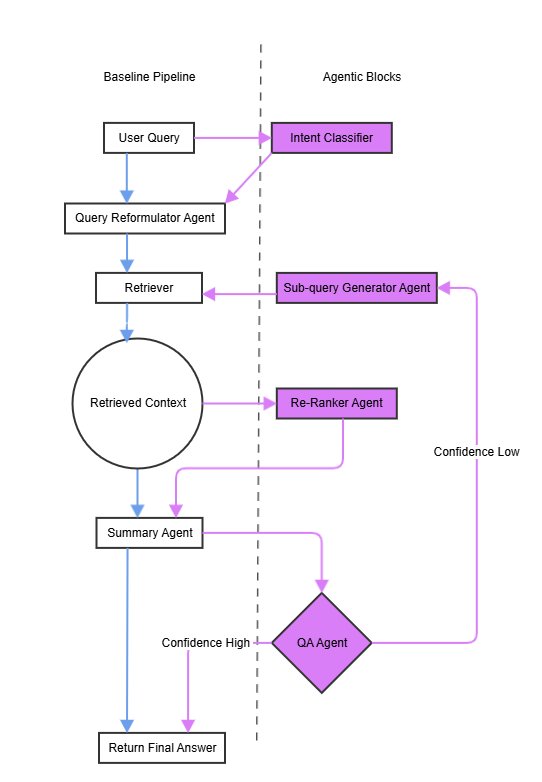 Baseline Pipeline
Agentic Blocks
User Query
Intent Classifier
Query Reformulator Agent
Retriever
Sub-query Generator Agent
Retrieved Context
Re-Ranker Agent
Confidence Low
Summary Agent
Confidence High
QA Agent
Return Final Answer